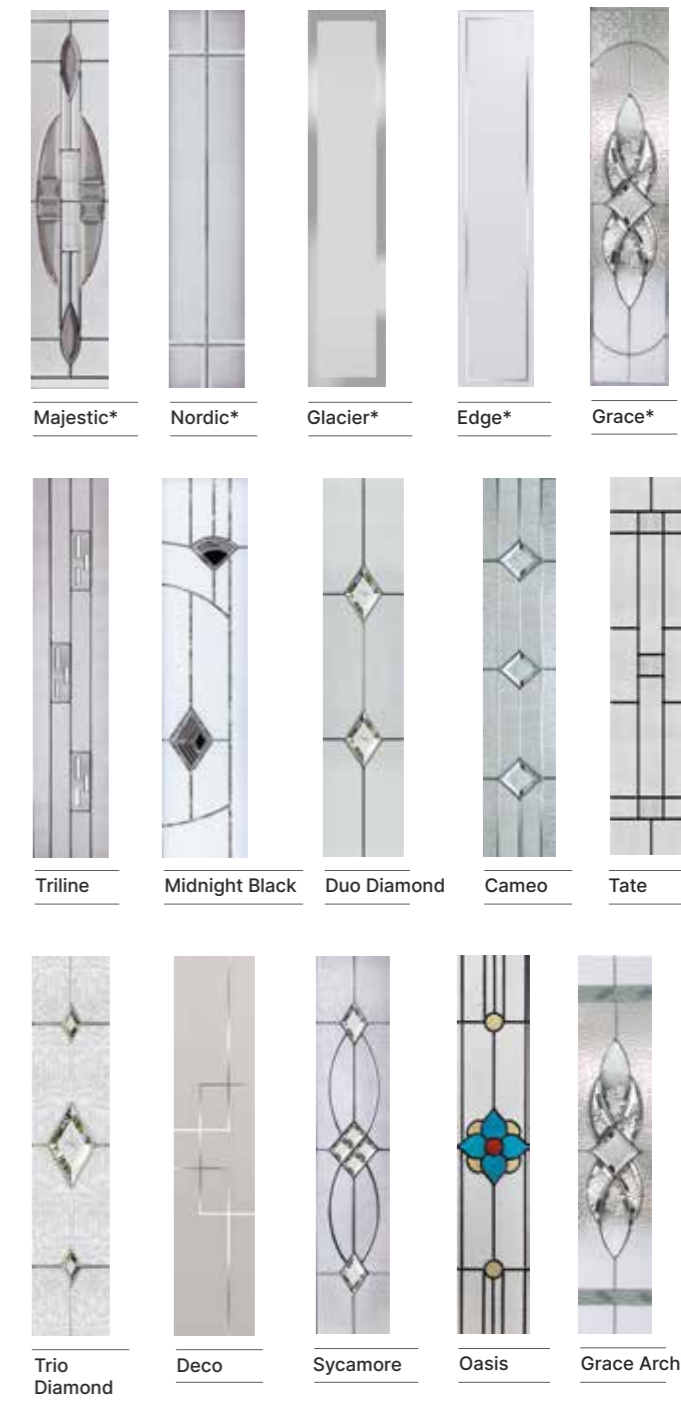 Majestic* Nordic* Glacier* Edge* Grace*
Triline Midnight Black Duo Diamond Cameo Tate
Trio Deco Sycamore Oasis Grace Arch
Diamond